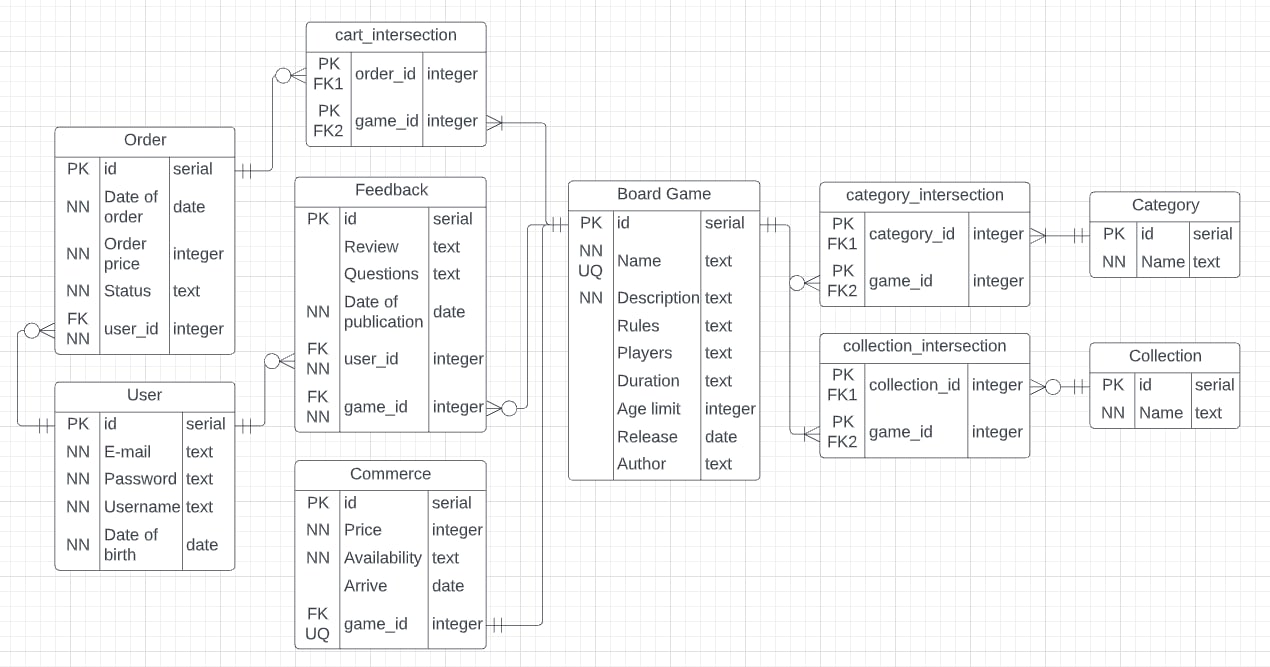 cart_intersection
PK
FK1
order_id
integer
PK
FK2
game_id
integer
Order
PK
id
serial
NN
Date of
order
date
NN
Order
price
integer
NN
Status
text
FK
NN
user_id
integer
User
PK
id
serial
NN
E-mail
text
NN
Password
text
NN
Username
text
NN
Date of
birth
date
Feedback
PK
id
serial
Review
text
Questions
text
NN
Date of
publication
date
FK
NN
user_id
integer
FK
NN
game_id
integer
Commerce
PK
id
serial
NN
Price
integer
NN
Availability
text
Arrive
date
FK
UQ
game_id
integer
Board Game
PK
id
serial
NN
UQ
Name
text
NN
Description
text
Rules
text
Players
text
Duration
text
Age limit
integer
Release
date
Author
text
category_intersection
PK
FK1
category_id
integer
PK
FK2
game_id
integer
collection_intersection
PK
FK1
collection_id
integer
PK
FK2
game_id
integer
Category
PK
id
serial
NN
Name
text
Collection
PK
id
serial
NN
Name
text